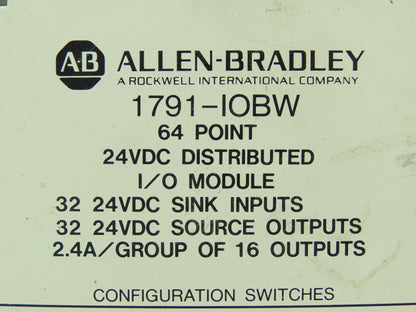 A·B ALLEN-BRADLEY
A ROCKWELL INTERNATIONAL COMPANY
1791-IOBW
64 POINT
24VDC DISTRIBUTED
I/O MODULE
32 24VDC SINK INPUTS
32 24VDC SOURCE OUTPUTS
2.4A/GROUP OF 16 OUTPUTS
CONFIGURATION SWITCHES